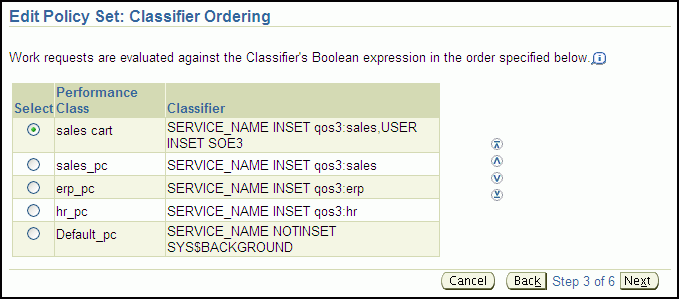 Edit Policy Set: Classifier Ordering
Work requests are evaluated against the Classifier's Boolean expression in the order specified below.
Select Performance Class Classifier
sales cart SERVICE_NAME INSET qos3:sales,USER INSET SOE3
sales_pc SERVICE_NAME INSET qos3:sales
erp_pc SERVICE_NAME INSET qos3:erp
hr_pc SERVICE_NAME INSET qos3:hr
Default_pc SERVICE_NAME NOTINSET SYS$BACKGROUND
Cancel Back Step 3 of 6 Next